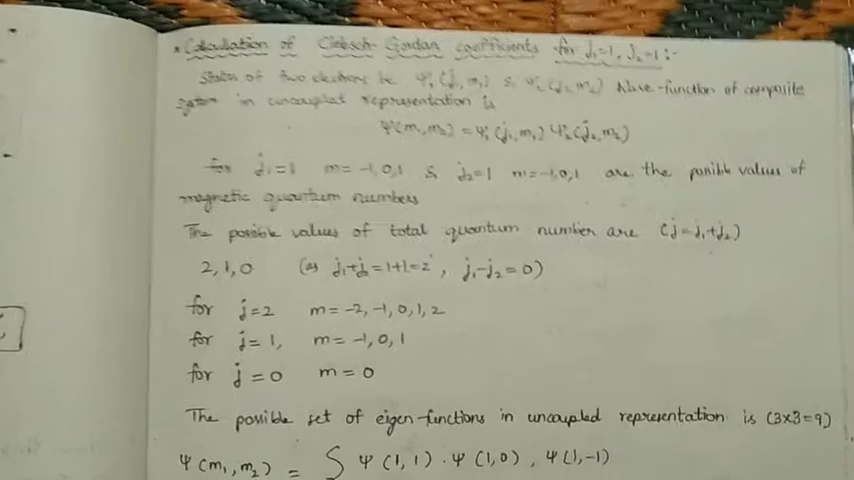 * Calculation of Clebsch-Gordan coefficients for j₁=1, j₂=1 :-
States of two electrons be Ψ₁(j₁,m₁) & Ψ₂(j₂,m₂) Wave-function of composite
system in uncoupled representation is
Ψ(m₁,m₂) = Ψ₁(j₁,m₁) Ψ₂(j₂,m₂)
for j₁=1 m=-1,0,1 & j₂=1 m=-1,0,1 are the possible values of
magnetic quantum numbers
The possible values of total quantum number are (j=j₁+j₂)
2,1,0 (as j₁+j₂=1+1=2, j₁-j₂=0)
for j=2 m=-2,-1,0,1,2
for j=1, m=-1,0,1
for j=0 m=0
The possible set of eigen-functions in uncoupled representation is (3×3=9)
Ψ(m₁,m₂) = { Ψ(1,1) . Ψ(1,0) , Ψ(1,-1)